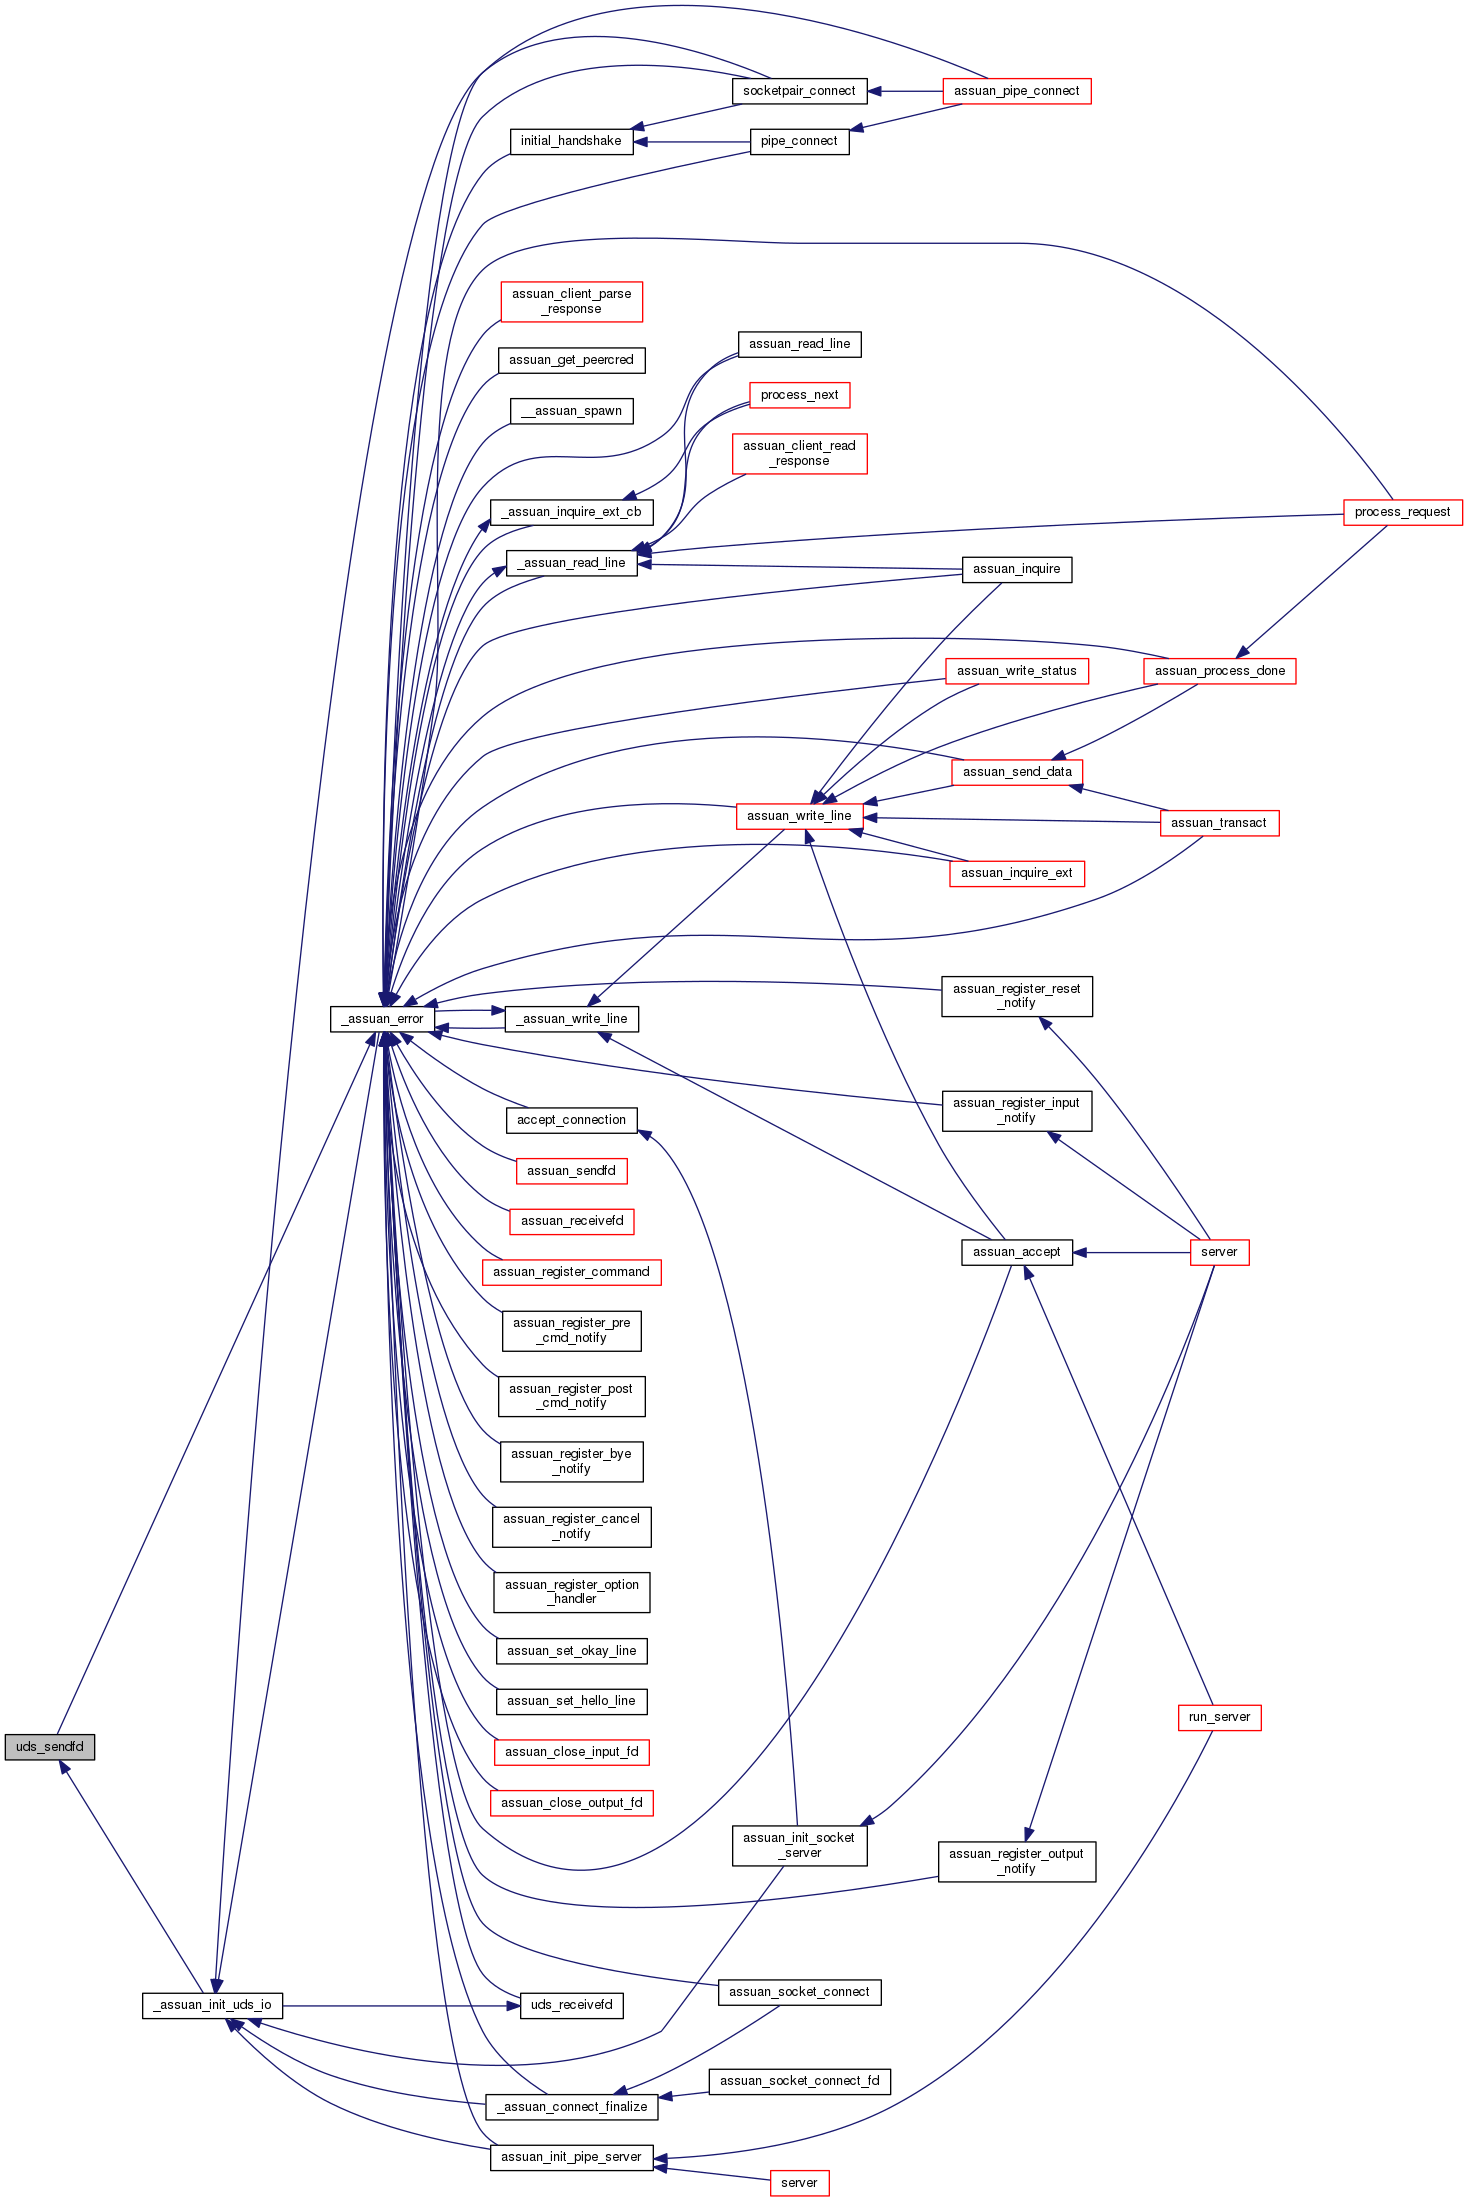 socketpair_connect
assuan_pipe_connect
initial_handshake
pipe_connect
assuan_client_parse
_response
assuan_read_line
assuan_get_peercred
process_next
__assuan_spawn
assuan_client_read
_response
_assuan_inquire_ext_cb
process_request
_assuan_read_line
assuan_inquire
assuan_write_status
assuan_process_done
assuan_send_data
assuan_write_line
assuan_transact
assuan_inquire_ext
assuan_register_reset
_notify
_assuan_error
_assuan_write_line
assuan_register_input
_notify
accept_connection
assuan_sendfd
assuan_receivefd
assuan_accept
server
assuan_register_command
assuan_register_pre
_cmd_notify
assuan_register_post
_cmd_notify
assuan_register_bye
_notify
assuan_register_cancel
_notify
assuan_register_option
_handler
assuan_set_okay_line
assuan_set_hello_line
run_server
uds_sendfd
assuan_close_input_fd
assuan_close_output_fd
assuan_init_socket
_server
assuan_register_output
_notify
assuan_socket_connect
_assuan_init_uds_io
uds_receivefd
assuan_socket_connect_fd
_assuan_connect_finalize
assuan_init_pipe_server
server